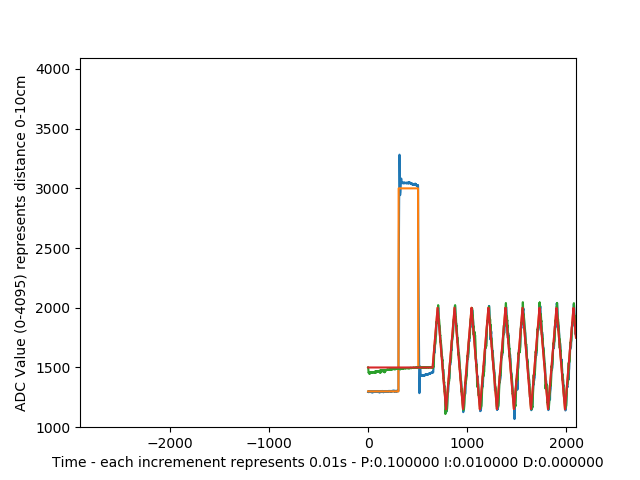 4000
3500
3000
2500
2000
1500
1000
ADC Value (0-4095) represents distance 0-10cm
−2000 −1000 0 1000 2000
Time - each incremenent represents 0.01s - P:0.100000 I:0.010000 D:0.000000